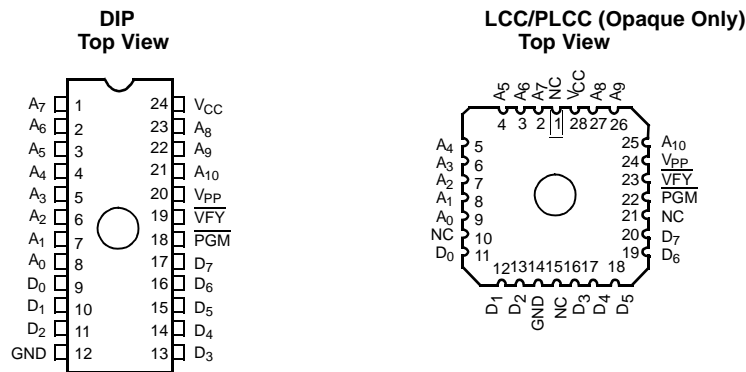 DIP
Top View
A7 1 24 VCC
A6 2 23 A8
A5 3 22 A9
A4 4 21 A10
A3 5 20 VPP
A2 6 19 VFY
A1 7 18 PGM
A0 8 17 D7
D0 9 16 D6
D1 10 15 D5
D2 11 14 D4
GND 12 13 D3
LCC/PLCC (Opaque Only)
Top View
A5 A6 A7 NC VCC A8 A9
4 3 2 1 28 27 26
A4 5 25 A10
A3 6 24 VPP
A2 7 23 VFY
A1 8 22 PGM
A0 9 21 NC
NC 10 20 D7
D0 11 19 D6
12 13 14 15 16 17 18
D1 D2 GND NC D3 D4 D5